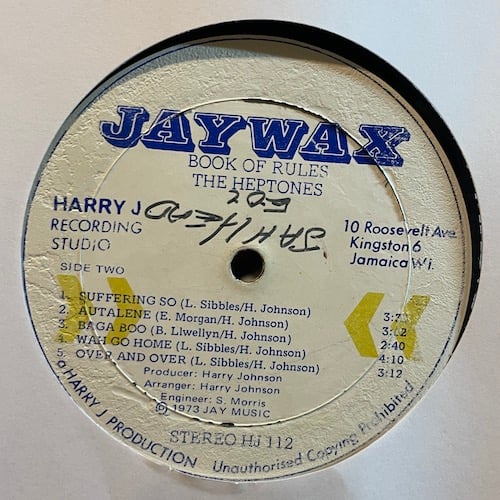 JAYWAX
BOOK OF RULES
THE HEPTONES
HARRY J
RECORDING
STUDIO
10 Roosevelt Ave
Kingston 6
Jamaica W.I.
JAHHEAD
SIDE TWO
1. SUFFERING SO (L. Sibbles/H. Johnson)
2. AUTALENE (E. Morgan/H. Johnson) 3:02
3. BAGA BOO (B. Llwellyn/H. Johnson) 2:40
4. WAH GO HOME (L. Sibbles/H. Johnson) 4:10
5. OVER AND OVER (L. Sibbles/H. Johnson) 3:12
Producer: Harry Johnson
Arranger: Harry Johnson
Engineer: S. Morris
©1973 JAY MUSIC
STEREO HJ 112
a HARRY J PRODUCTION Unauthorised Copying Prohibited